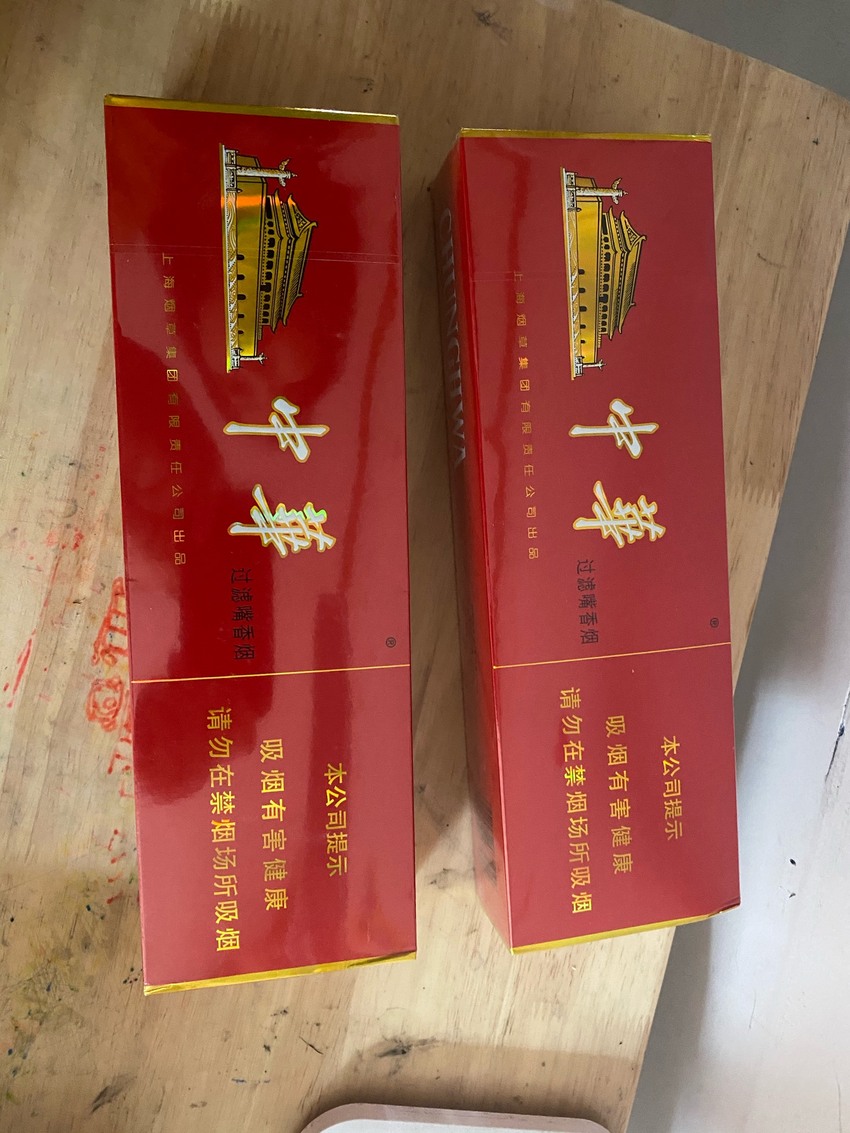 中華
上海烟草集团有限责任公司出品
过滤嘴香烟
®
本公司提示
吸烟有害健康
请勿在禁烟场所吸烟
CHUNGHWA
中華
上海烟草集团有限责任公司出品
过滤嘴香烟
®
本公司提示
吸烟有害健康
请勿在禁烟场所吸烟